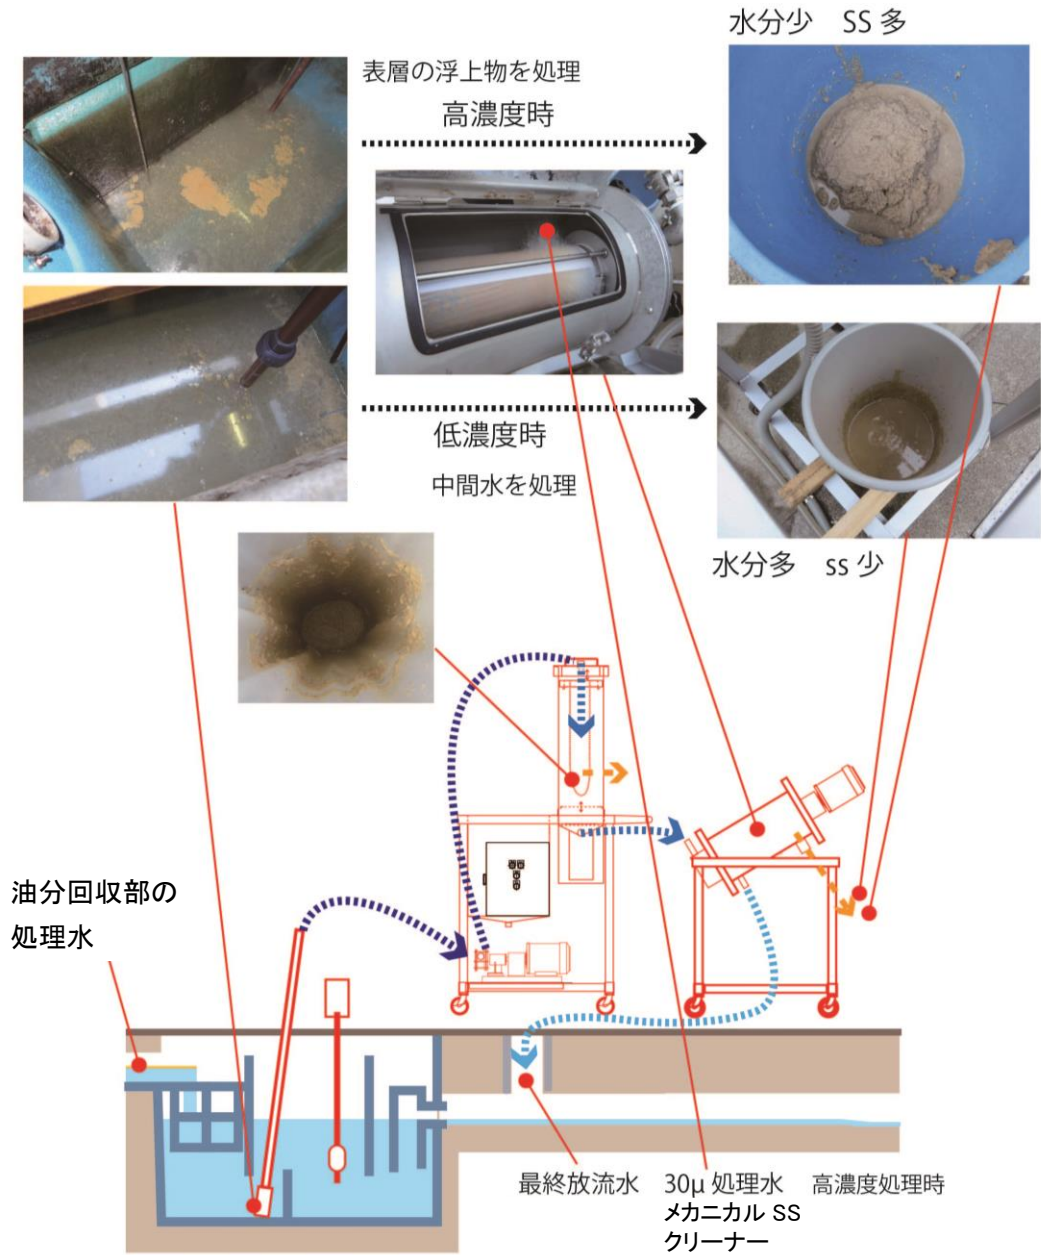 水分少 SS 多
表層の浮上物を処理
高濃度時
低濃度時
中間水を処理
水分多 ss 少
油分回収部の
処理水
最終放流水
30μ 処理水 高濃度処理時
メカニカル SS
クリーナー